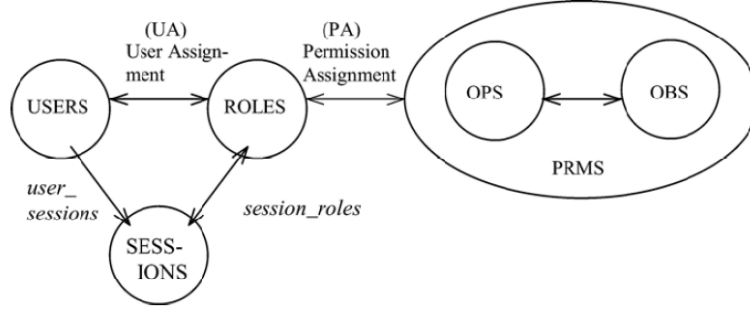 (UA)
User Assign-
ment
(PA)
Permission
Assignment
USERS
ROLES
OPS
OBS
PRMS
user_
sessions
session_roles
SESS-
IONS